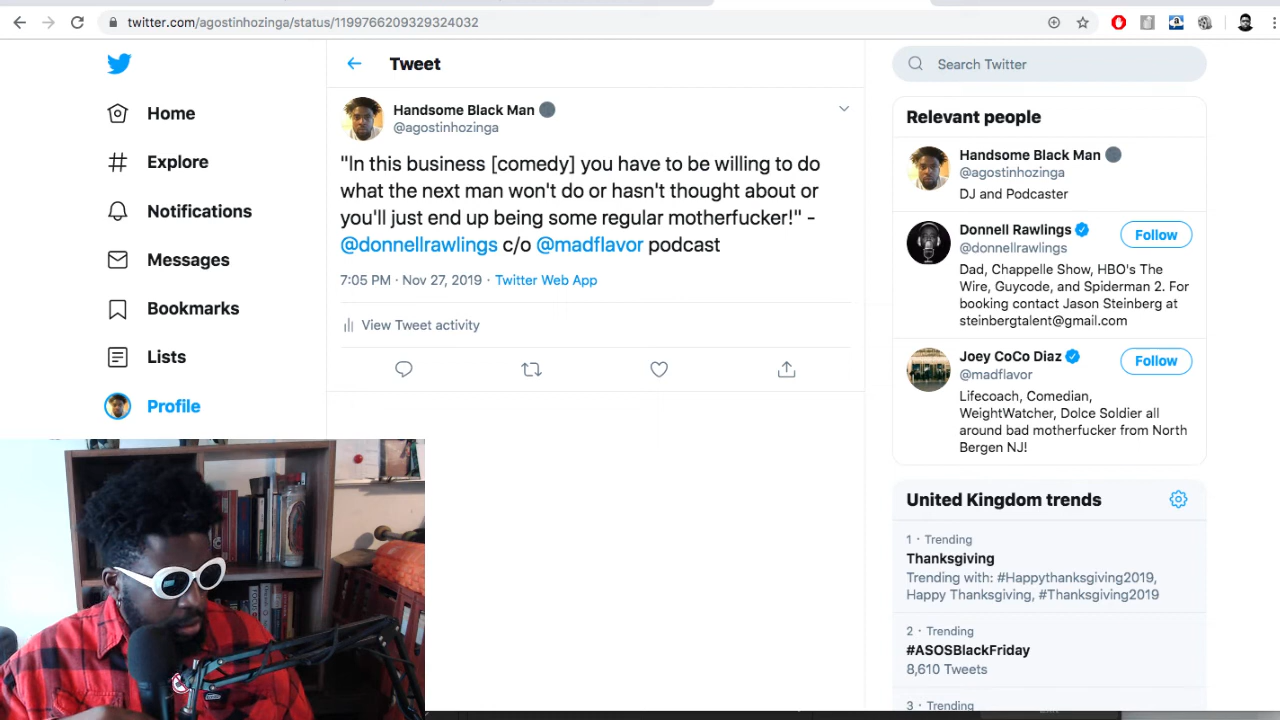 twitter.com/agostinhozinga/status/1199766209329324032
Home
Explore
Notifications
Messages
Bookmarks
Lists
Profile
Tweet
Handsome Black Man
@agostinhozinga
"In this business [comedy] you have to be willing to do
what the next man won't do or hasn't thought about or
you'll just end up being some regular motherfucker!" -
@donnellrawlings c/o @madflavor podcast
7:05 PM · Nov 27, 2019 · Twitter Web App
View Tweet activity
Search Twitter
Relevant people
Handsome Black Man
@agostinhozinga
DJ and Podcaster
Donnell Rawlings
@donnellrawlings
Follow
Dad, Chappelle Show, HBO's The
Wire, Guycode, and Spiderman 2. For
booking contact Jason Steinberg at
steinbergtalent@gmail.com
Joey CoCo Diaz
@madflavor
Follow
Lifecoach, Comedian,
WeightWatcher, Dolce Soldier all
around bad motherfucker from North
Bergen NJ!
United Kingdom trends
1 · Trending
Thanksgiving
Trending with: #Happythanksgiving2019,
Happy Thanksgiving, #Thanksgiving2019
2 · Trending
#ASOSBlackFriday
8,610 Tweets
3 · Trending